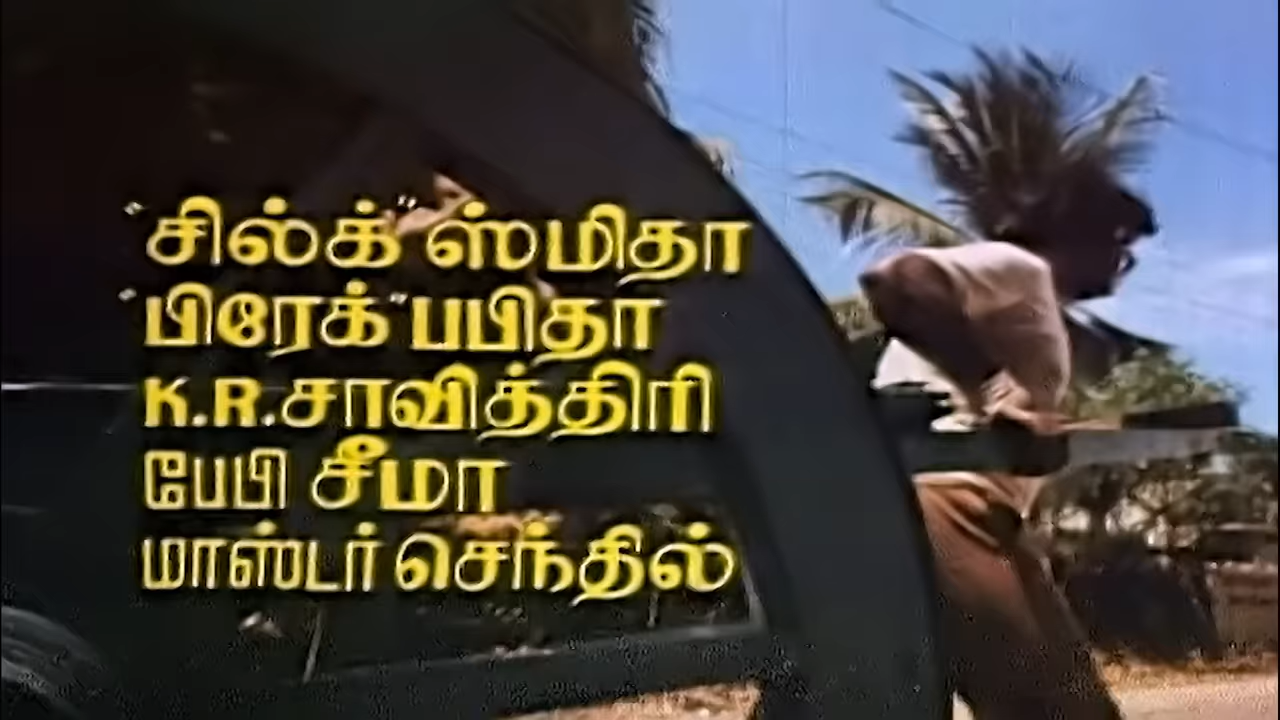 "சில்க்" ஸ்மிதா
"பிரேக்" பபிதா
K.R.சாவித்திரி
பேபி சீமா
மாஸ்டர் செந்தில்